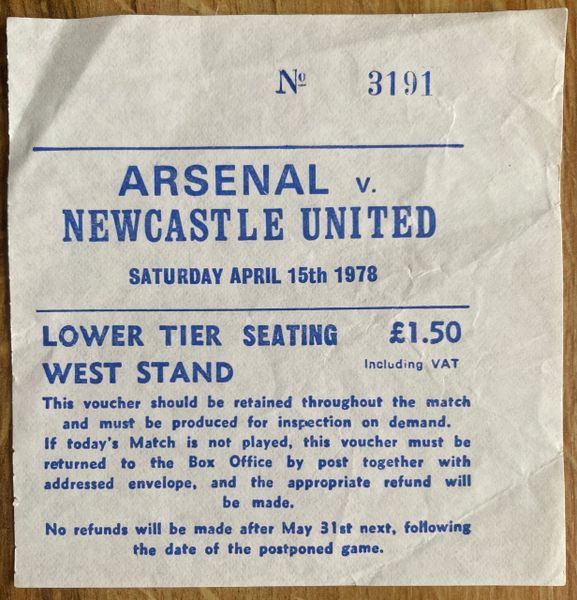 Nº 3191
ARSENAL v.
NEWCASTLE UNITED
SATURDAY APRIL 15th 1978
LOWER TIER SEATING £1.50
WEST STAND Including VAT
This voucher should be retained throughout the match
and must be produced for inspection on demand.
If today's Match is not played, this voucher must be
returned to the Box Office by post together with
addressed envelope, and the appropriate refund will
be made.
No refunds will be made after May 31st next, following
the date of the postponed game.